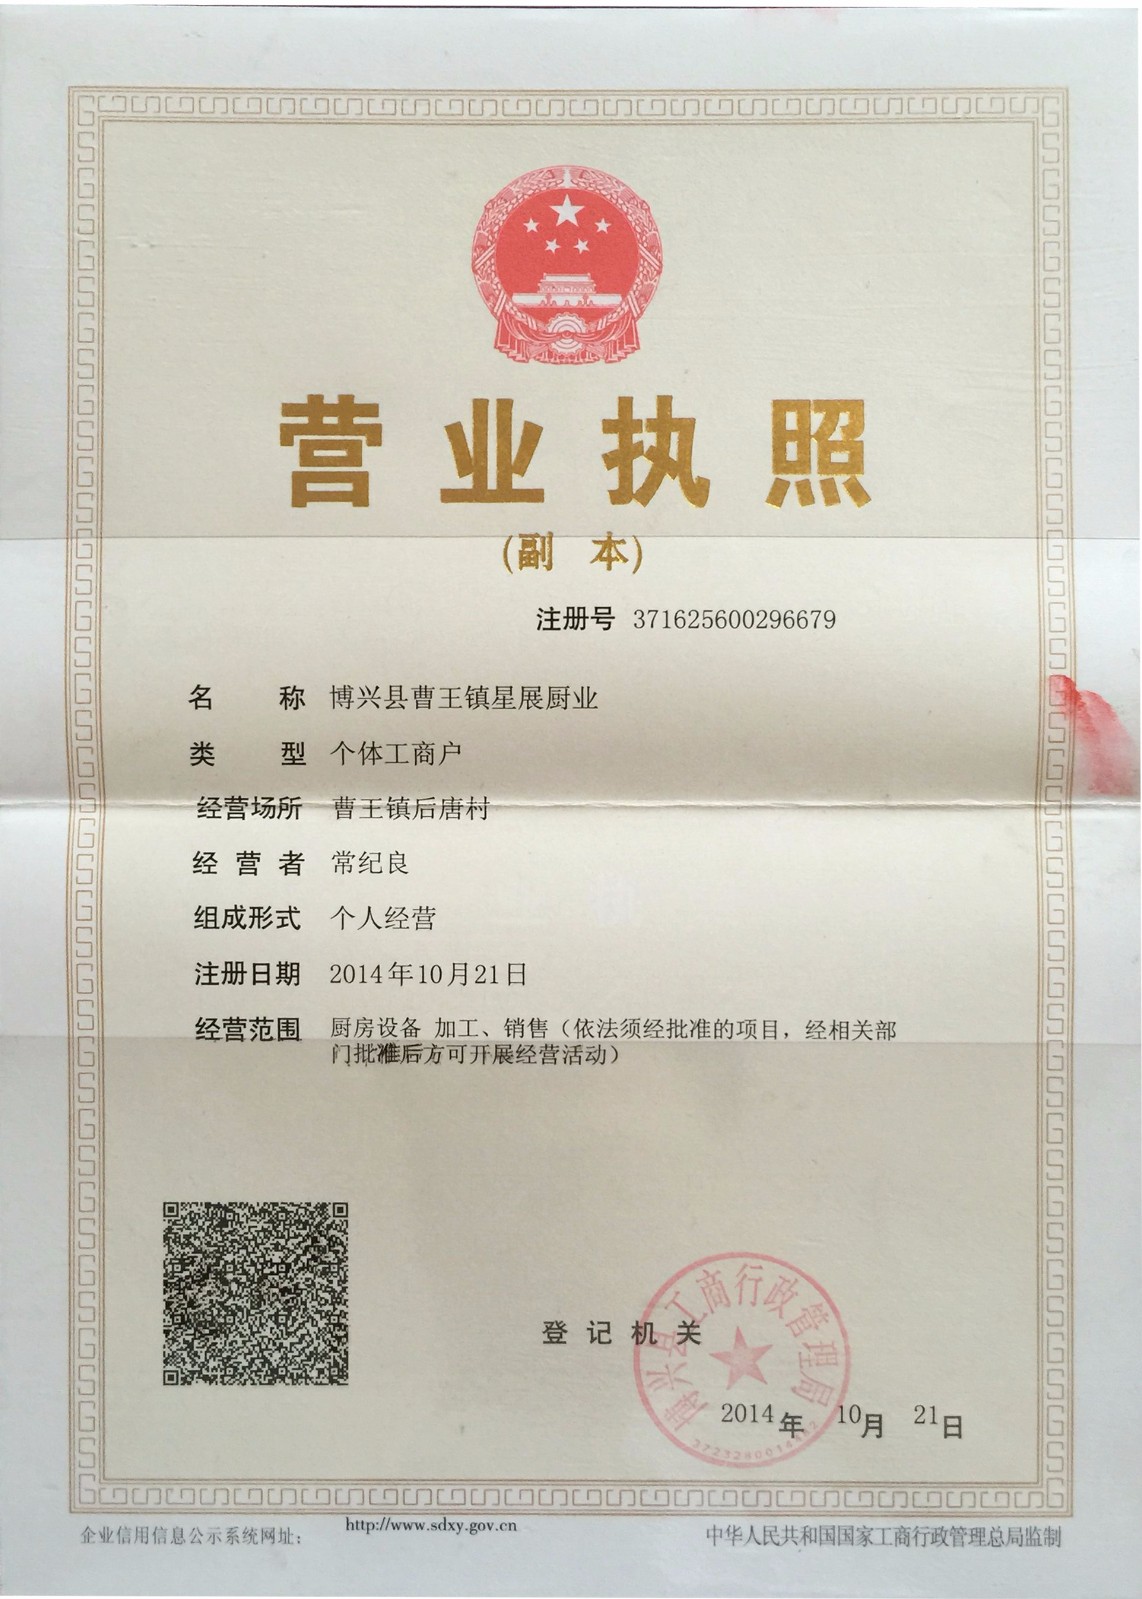 营业执照
(副 本)
注册号 371625600296679
名 称 博兴县曹王镇星展厨业
类 型 个体工商户
经营场所 曹王镇后唐村
经 营 者 常纪良
组成形式 个人经营
注册日期 2014年10月21日
经营范围 厨房设备 加工、销售（依法须经批准的项目，经相关部
门批准后方可开展经营活动）
博兴县工商行政管理局
登 记 机 关
2014年 10月 21日
企业信用信息公示系统网址： http://www.sdxy.gov.cn
中华人民共和国国家工商行政管理总局监制